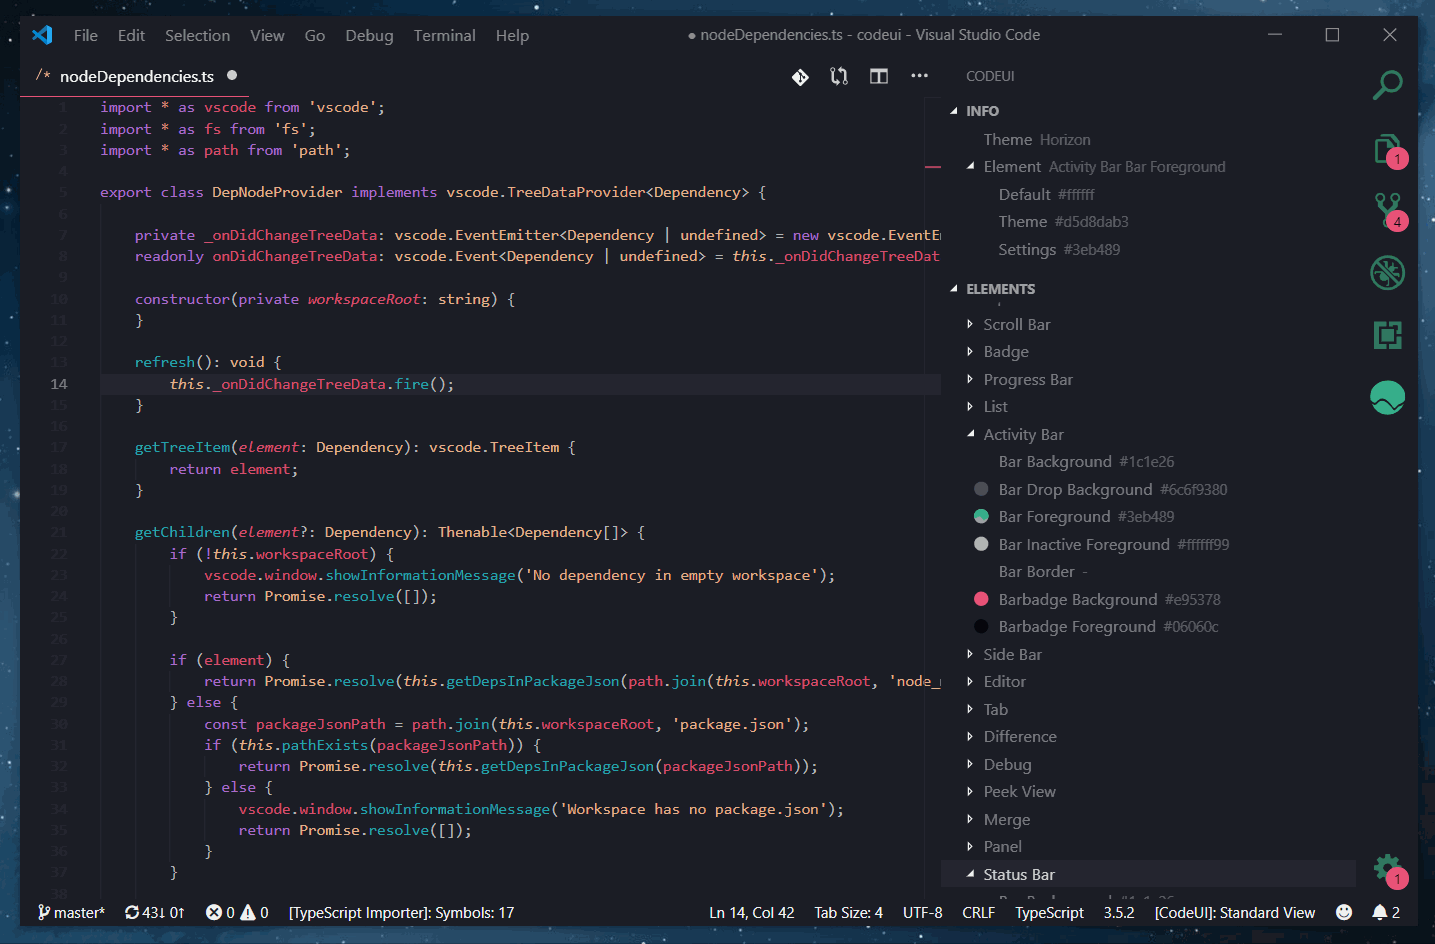 File Edit Selection View Go Debug Terminal Help
● nodeDependencies.ts - codeui - Visual Studio Code
/* nodeDependencies.ts ●
1 import * as vscode from 'vscode';
2 import * as fs from 'fs';
3 import * as path from 'path';
4
5 export class DepNodeProvider implements vscode.TreeDataProvider<Dependency> {
6
7 private _onDidChangeTreeData: vscode.EventEmitter<Dependency | undefined> = new vscode.EventEm
8 readonly onDidChangeTreeData: vscode.Event<Dependency | undefined> = this._onDidChangeTreeDat
9
10 constructor(private workspaceRoot: string) {
11 }
12
13 refresh(): void {
14 this._onDidChangeTreeData.fire();
15 }
16
17 getTreeItem(element: Dependency): vscode.TreeItem {
18 return element;
19 }
20
21 getChildren(element?: Dependency): Thenable<Dependency[]> {
22 if (!this.workspaceRoot) {
23 vscode.window.showInformationMessage('No dependency in empty workspace');
24 return Promise.resolve([]);
25 }
26
27 if (element) {
28 return Promise.resolve(this.getDepsInPackageJson(path.join(this.workspaceRoot, 'node_
29 } else {
30 const packageJsonPath = path.join(this.workspaceRoot, 'package.json');
31 if (this.pathExists(packageJsonPath)) {
32 return Promise.resolve(this.getDepsInPackageJson(packageJsonPath));
33 } else {
34 vscode.window.showInformationMessage('Workspace has no package.json');
35 return Promise.resolve([]);
36 }
37 }
38
CODEUI
INFO
Theme Horizon
Element Activity Bar Bar Foreground
Default #ffffff
Theme #d5d8dab3
Settings #3eb489
ELEMENTS
Scroll Bar
Badge
Progress Bar
List
Activity Bar
Bar Background #1c1e26
Bar Drop Background #6c6f9380
Bar Foreground #3eb489
Bar Inactive Foreground #ffffff99
Bar Border -
Barbadge Background #e95378
Barbadge Foreground #06060c
Side Bar
Editor
Tab
Difference
Debug
Peek View
Merge
Panel
Status Bar
1
4
1
master* 43↓ 0↑ 0 0 [TypeScript Importer]: Symbols: 17 Ln 14, Col 42 Tab Size: 4 UTF-8 CRLF TypeScript 3.5.2 [CodeUI]: Standard View 2